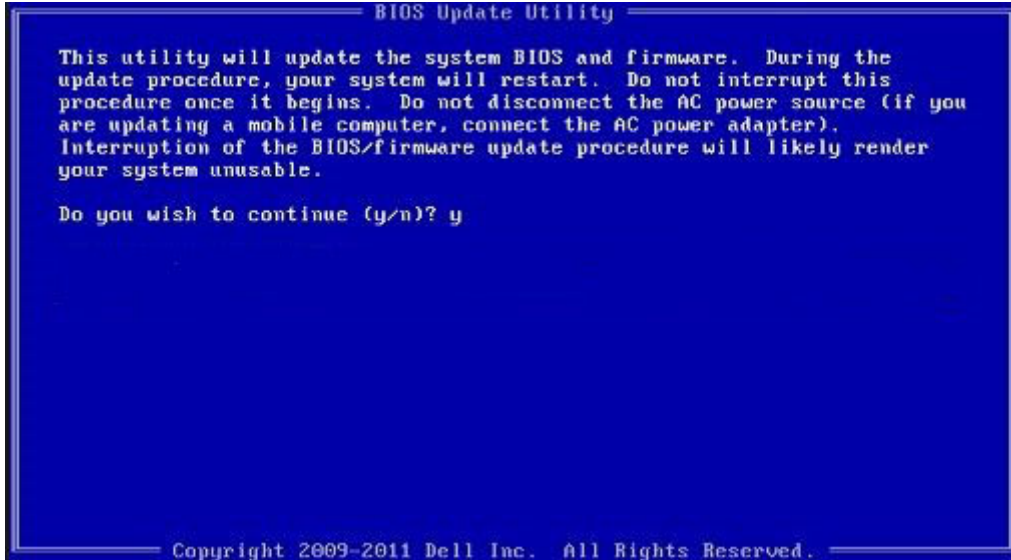 BIOS Update Utility
This utility will update the system BIOS and firmware.  During the
update procedure, your system will restart.  Do not interrupt this
procedure once it begins.  Do not disconnect the AC power source (if you
are updating a mobile computer, connect the AC power adapter).
Interruption of the BIOS/firmware update procedure will likely render
your system unusable.
Do you wish to continue (y/n)? y
Copyright 2009-2011 Dell Inc.  All Rights Reserved.